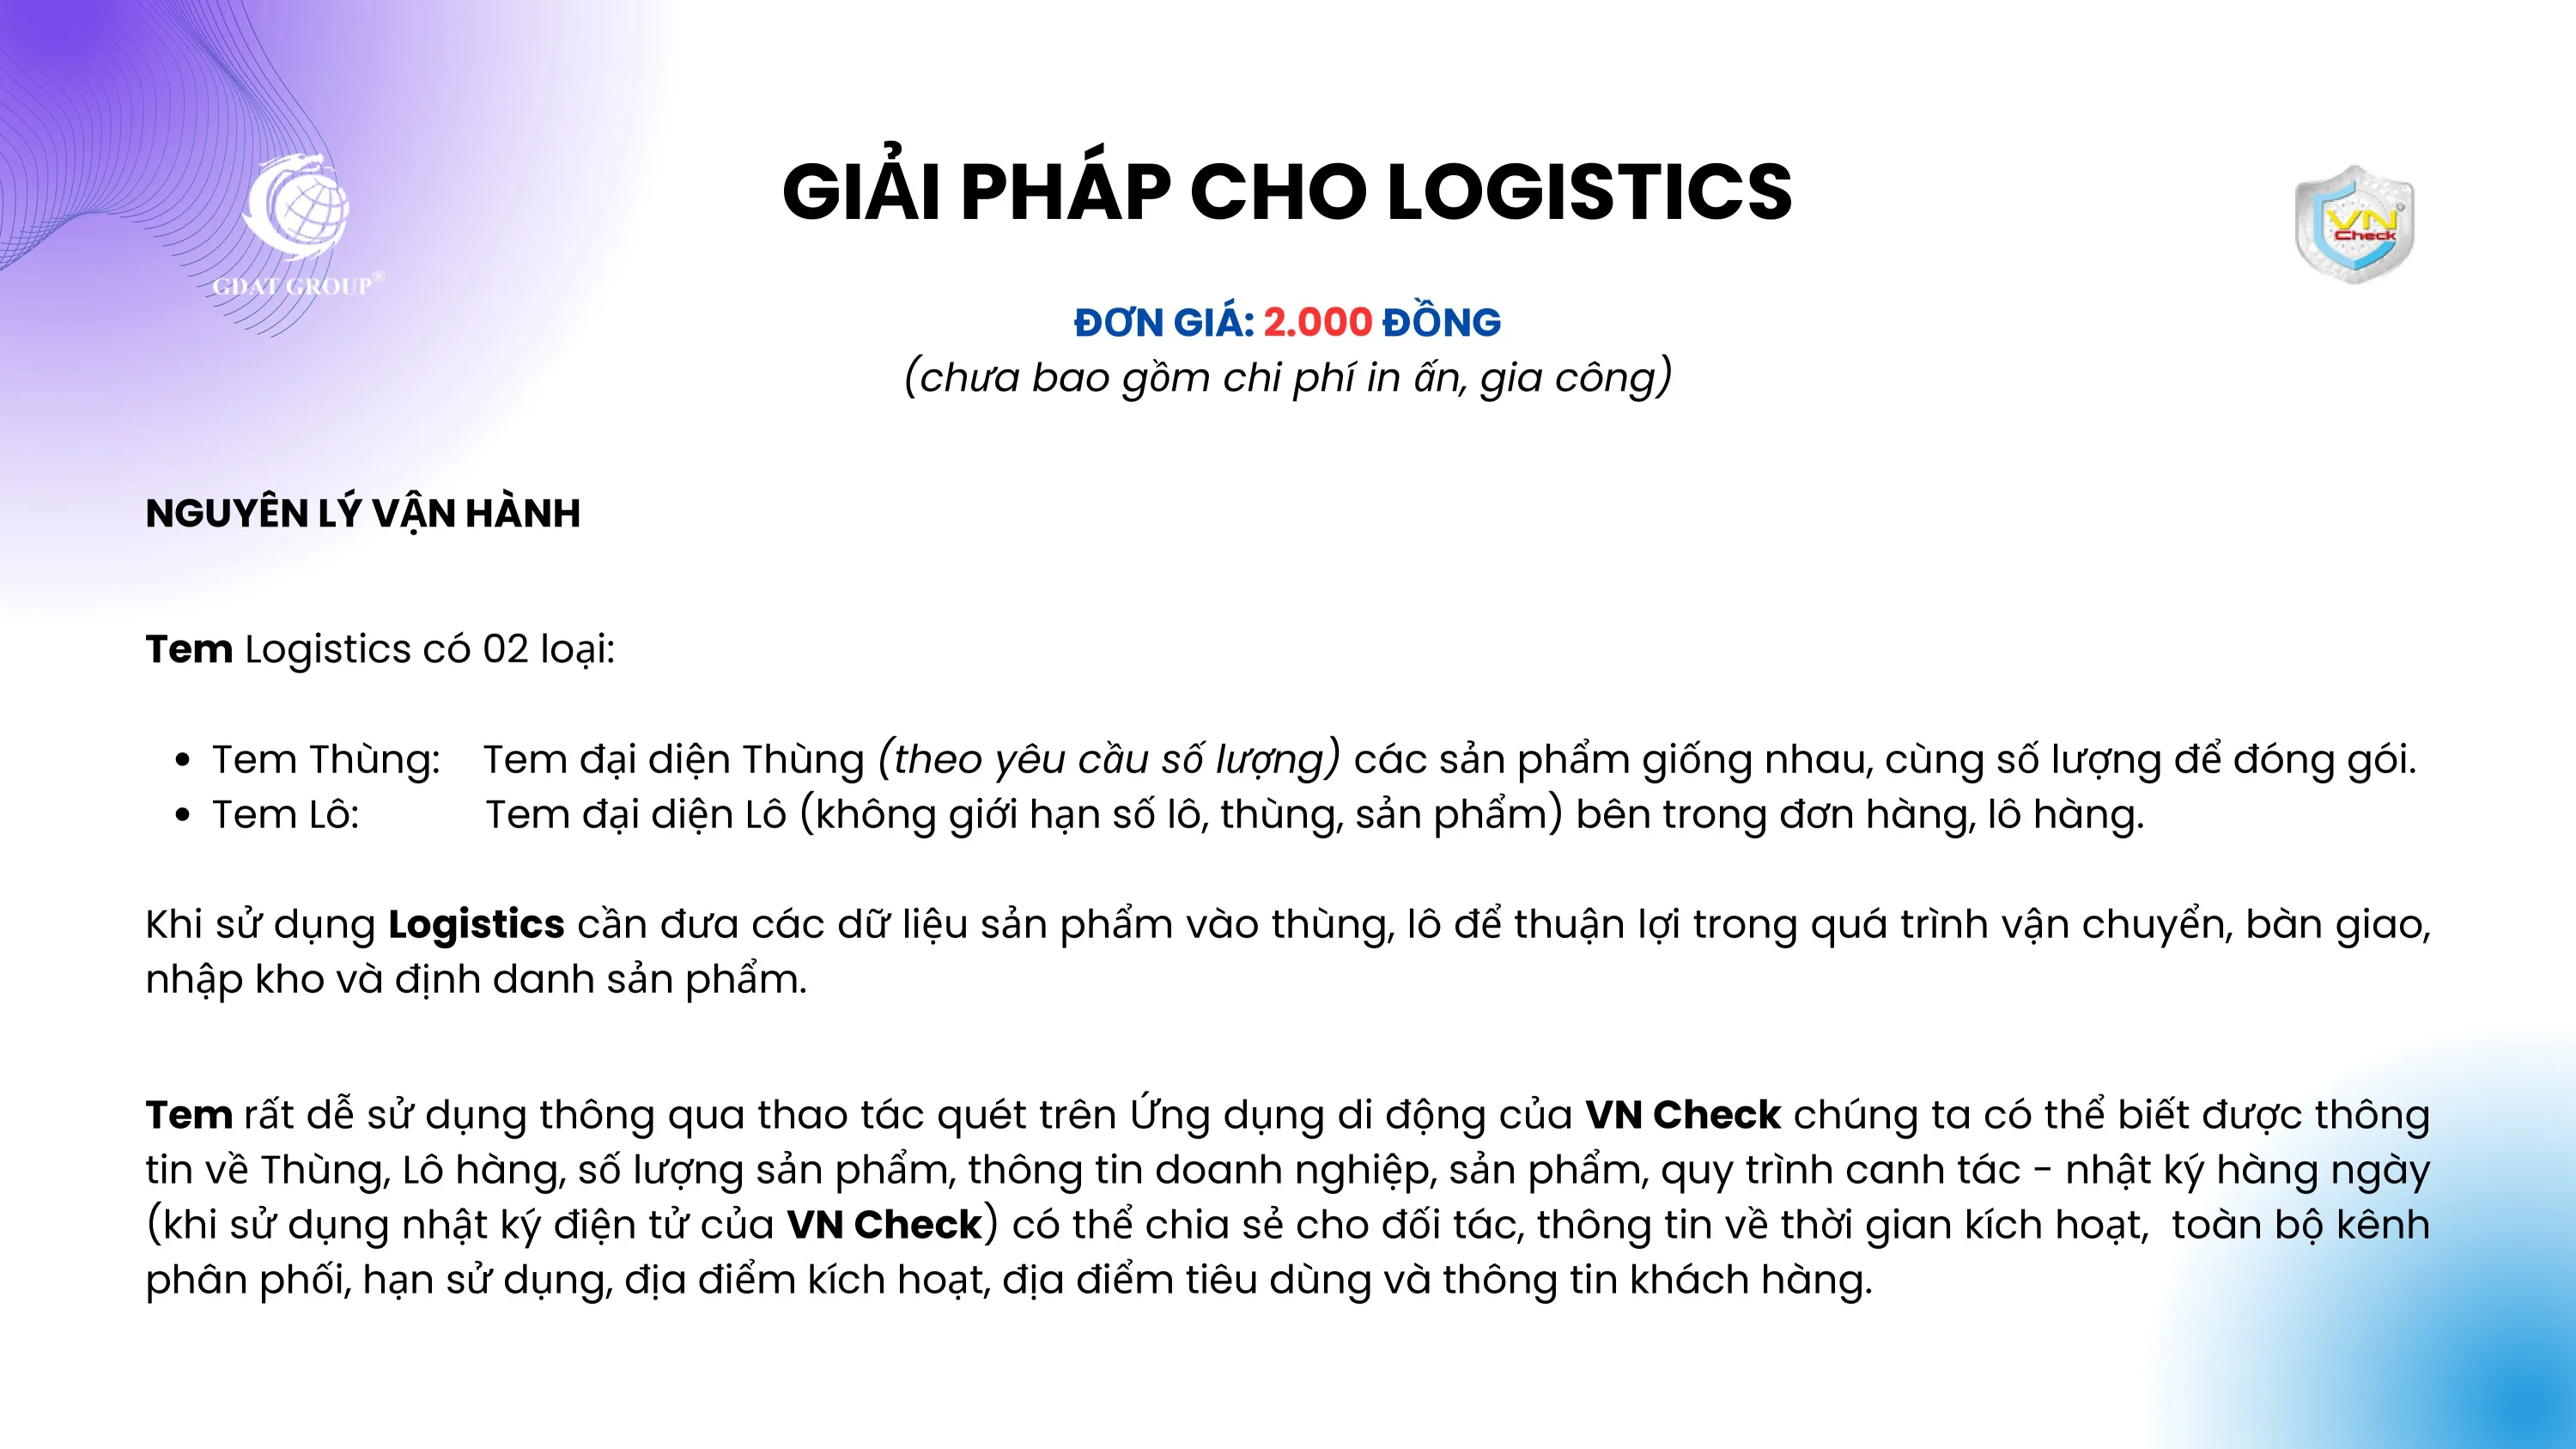 GIẢI PHÁP CHO LOGISTICS
GDAT GROUP®
VN®
Check
ĐƠN GIÁ: 2.000 ĐỒNG
(chưa bao gồm chi phí in ấn, gia công)
NGUYÊN LÝ VẬN HÀNH
Tem Logistics có 02 loại:
• Tem Thùng: Tem đại diện Thùng (theo yêu cầu số lượng) các sản phẩm giống nhau, cùng số lượng để đóng gói.
• Tem Lô: Tem đại diện Lô (không giới hạn số lô, thùng, sản phẩm) bên trong đơn hàng, lô hàng.
Khi sử dụng Logistics cần đưa các dữ liệu sản phẩm vào thùng, lô để thuận lợi trong quá trình vận chuyển, bàn giao,
nhập kho và định danh sản phẩm.
Tem rất dễ sử dụng thông qua thao tác quét trên Ứng dụng di động của VN Check chúng ta có thể biết được thông
tin về Thùng, Lô hàng, số lượng sản phẩm, thông tin doanh nghiệp, sản phẩm, quy trình canh tác - nhật ký hàng ngày
(khi sử dụng nhật ký điện tử của VN Check) có thể chia sẻ cho đối tác, thông tin về thời gian kích hoạt, toàn bộ kênh
phân phối, hạn sử dụng, địa điểm kích hoạt, địa điểm tiêu dùng và thông tin khách hàng.